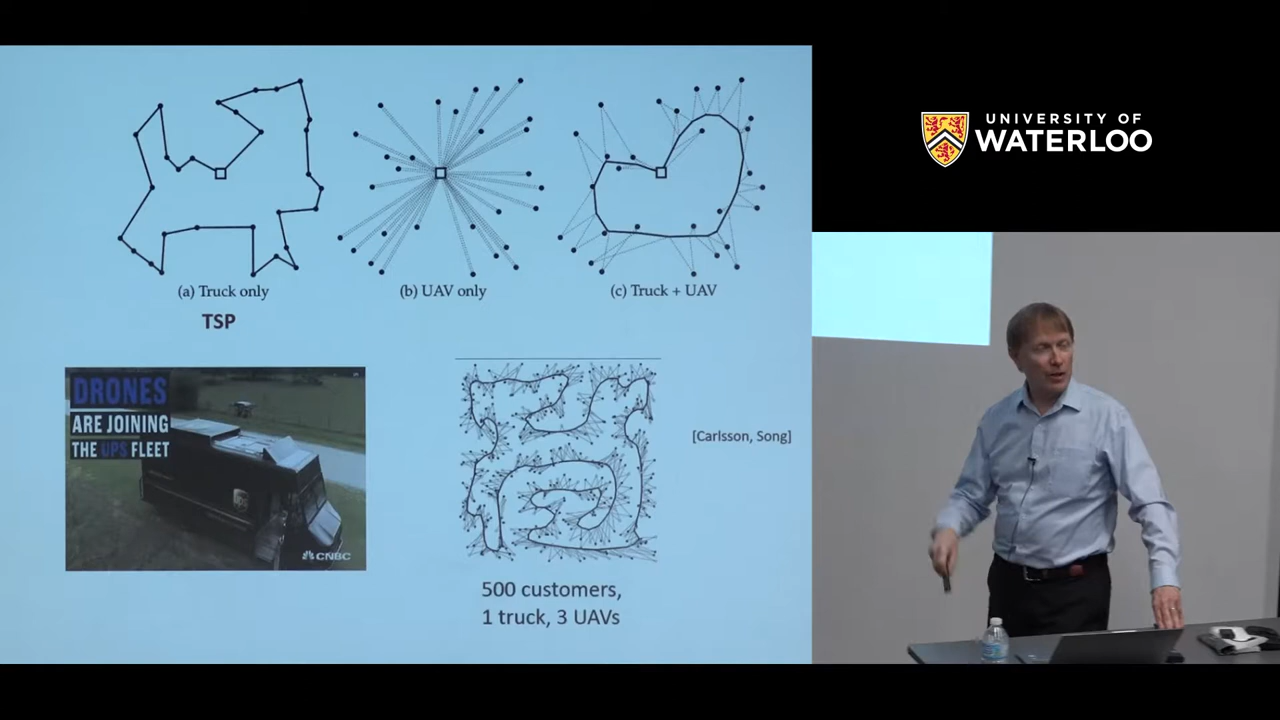 UNIVERSITY OF
WATERLOO
(a) Truck only
(b) UAV only
(c) Truck + UAV
TSP
DRONES
ARE JOINING
THE UPS FLEET
ups
CNBC
[Carlsson, Song]
500 customers,
1 truck, 3 UAVs